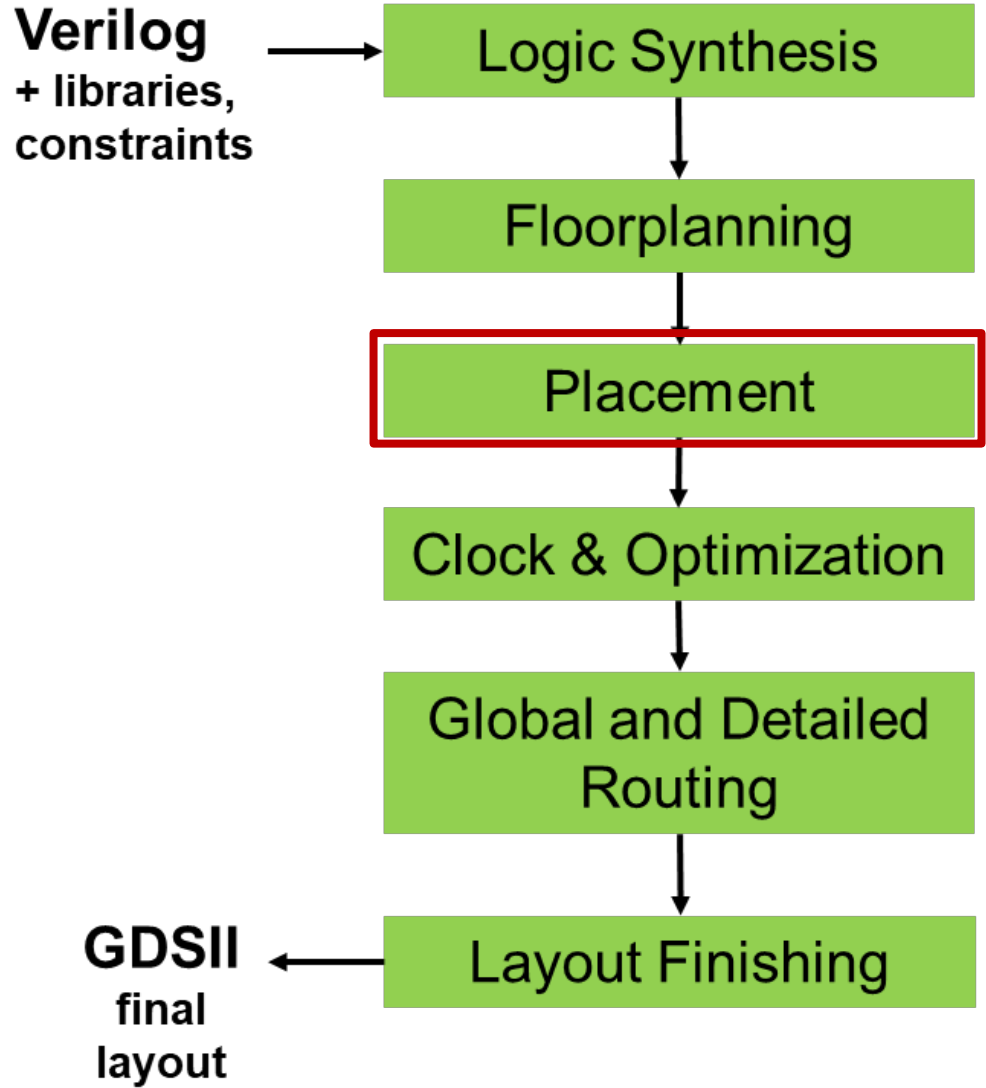 Verilog
+ libraries,
constraints
Logic Synthesis
Floorplanning
Placement
Clock & Optimization
Global and Detailed
Routing
Layout Finishing
GDSII
final
layout